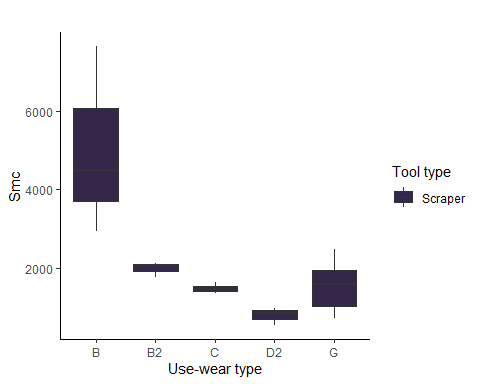 Smc
6000
4000
2000
B B2 C D2 G
Use-wear type
Tool type
Scraper